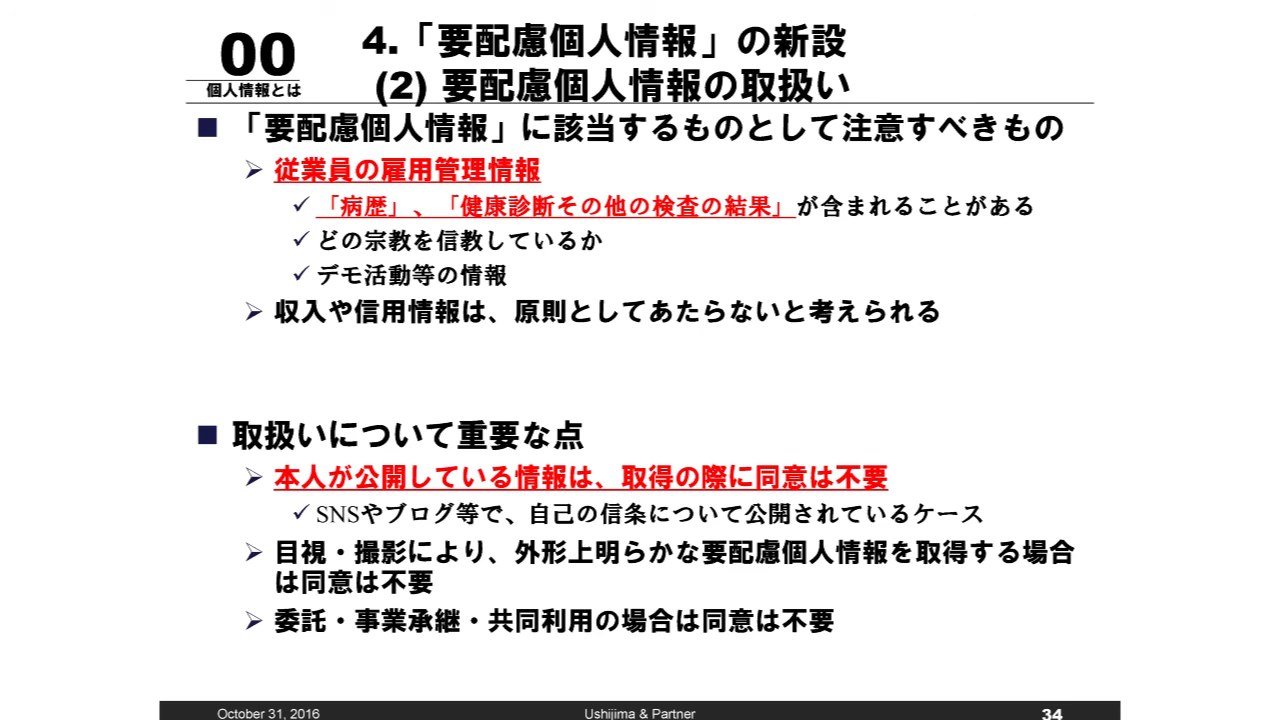 00
個人情報とは
4.「要配慮個人情報」の新設
(2) 要配慮個人情報の取扱い
■ 「要配慮個人情報」に該当するものとして注意すべきもの
➢ 従業員の雇用管理情報
✓ 「病歴」、「健康診断その他の検査の結果」が含まれることがある
✓ どの宗教を信教しているか
✓ デモ活動等の情報
➢ 収入や信用情報は、原則としてあたらないと考えられる
■ 取扱いについて重要な点
➢ 本人が公開している情報は、取得の際に同意は不要
✓ SNSやブログ等で、自己の信条について公開されているケース
➢ 目視・撮影により、外形上明らかな要配慮個人情報を取得する場合
は同意は不要
➢ 委託・事業承継・共同利用の場合は同意は不要
October 31, 2016
Ushijima & Partner
34